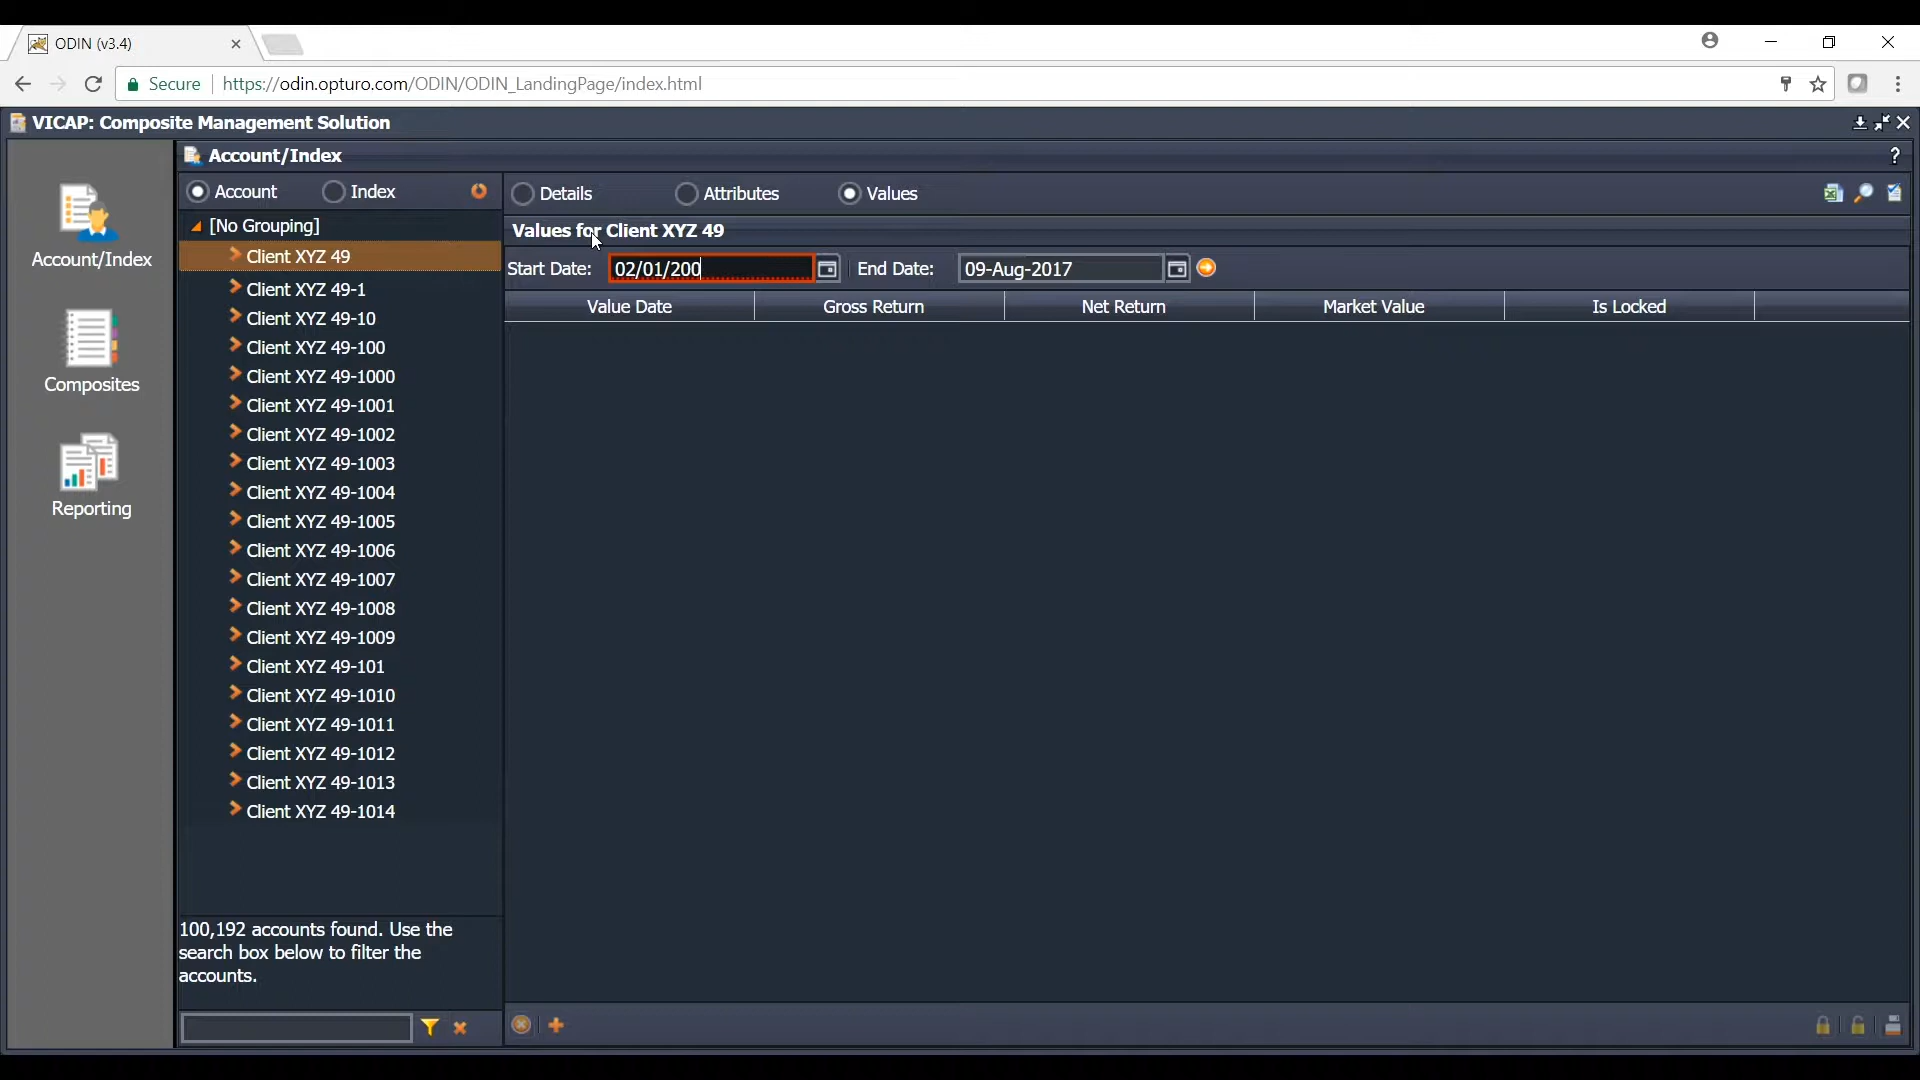 ODIN (v3.4)
Secure https://odin.opturo.com/ODIN/ODIN_LandingPage/index.html
VICAP: Composite Management Solution
Account/Index
Composites
Reporting
Account/Index ?
Account Index
[No Grouping]
Client XYZ 49
Client XYZ 49-1
Client XYZ 49-10
Client XYZ 49-100
Client XYZ 49-1000
Client XYZ 49-1001
Client XYZ 49-1002
Client XYZ 49-1003
Client XYZ 49-1004
Client XYZ 49-1005
Client XYZ 49-1006
Client XYZ 49-1007
Client XYZ 49-1008
Client XYZ 49-1009
Client XYZ 49-101
Client XYZ 49-1010
Client XYZ 49-1011
Client XYZ 49-1012
Client XYZ 49-1013
Client XYZ 49-1014
100,192 accounts found. Use the
search box below to filter the
accounts.
Details Attributes Values
Values for Client XYZ 49
Start Date: 02/01/200 End Date: 09-Aug-2017
Value Date Gross Return Net Return Market Value Is Locked